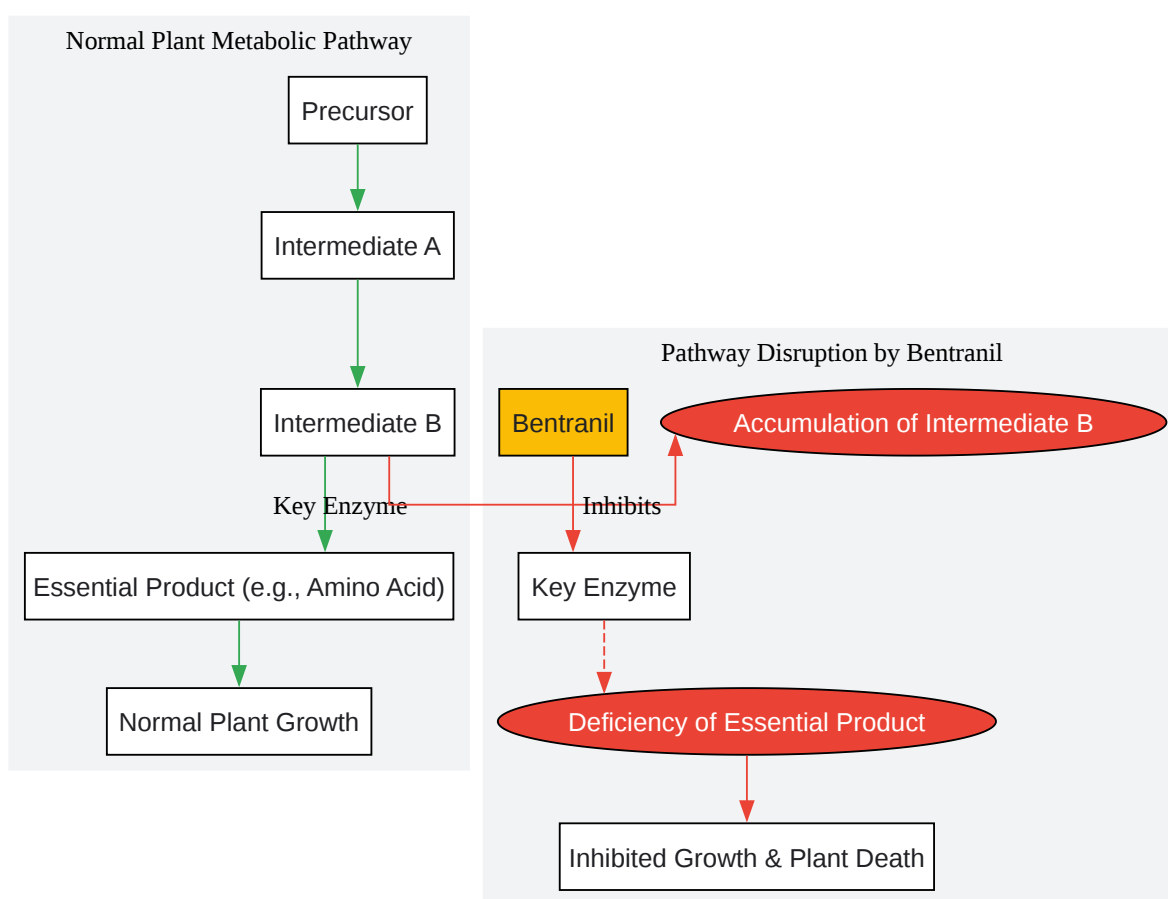 Normal Plant Metabolic Pathway
Precursor
Intermediate A
Intermediate B
Key Enzyme
Essential Product (e.g., Amino Acid)
Normal Plant Growth
Pathway Disruption by Bentranil
Bentranil
Accumulation of Intermediate B
Inhibits
Key Enzyme
Deficiency of Essential Product
Inhibited Growth & Plant Death